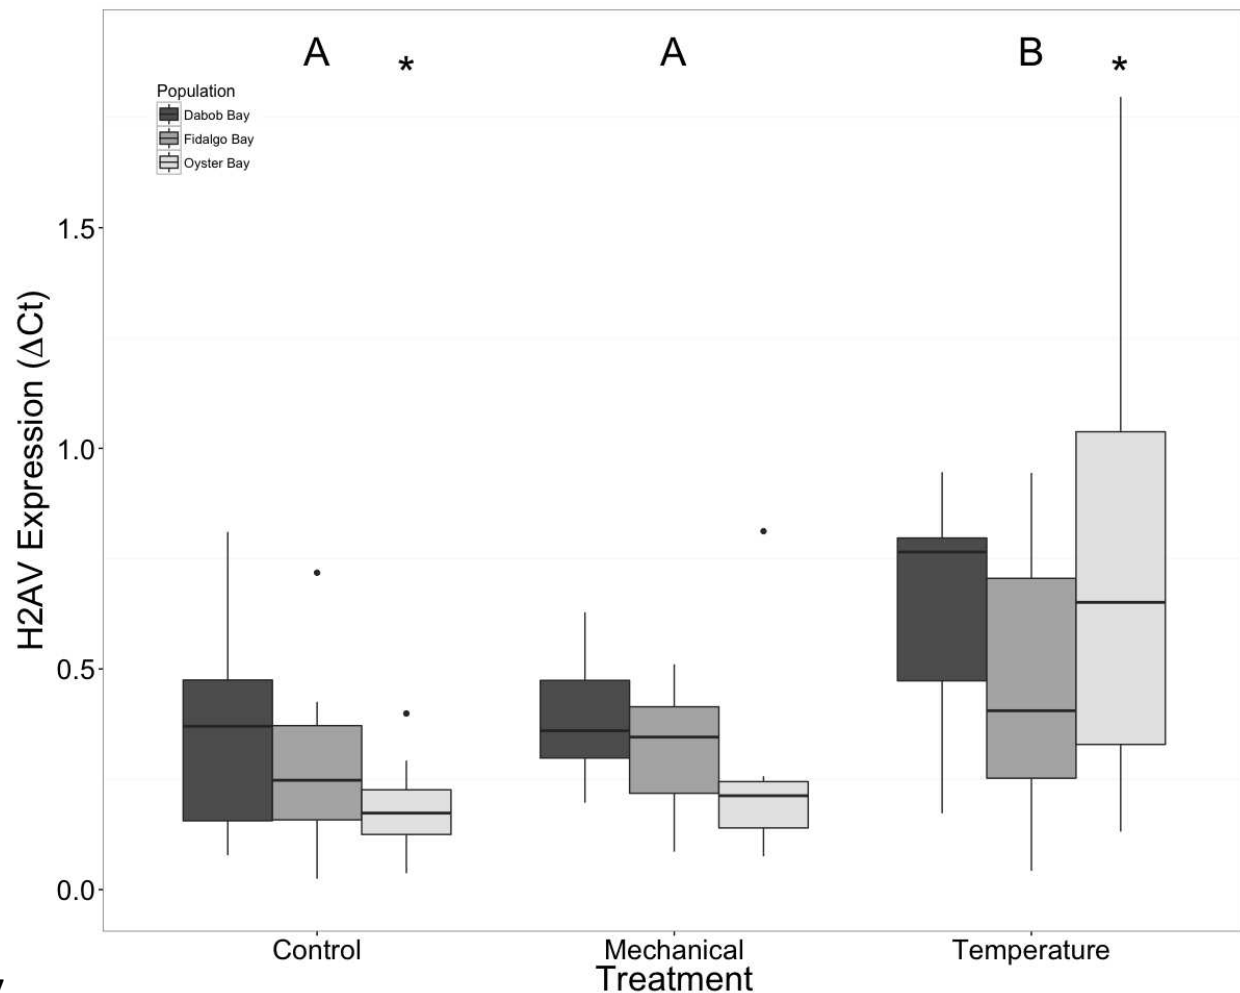 A A B
* *
Population
Dabob Bay
Fidalgo Bay
Oyster Bay
1.5
1.0
0.5
0.0
H2AV Expression (ΔCt)
Control Mechanical Temperature
Treatment